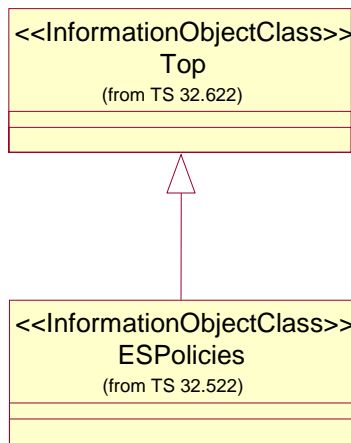 <<InformationObjectClass>>
Top
(from TS 32.622)
<<InformationObjectClass>>
ESPolicies
(from TS 32.522)